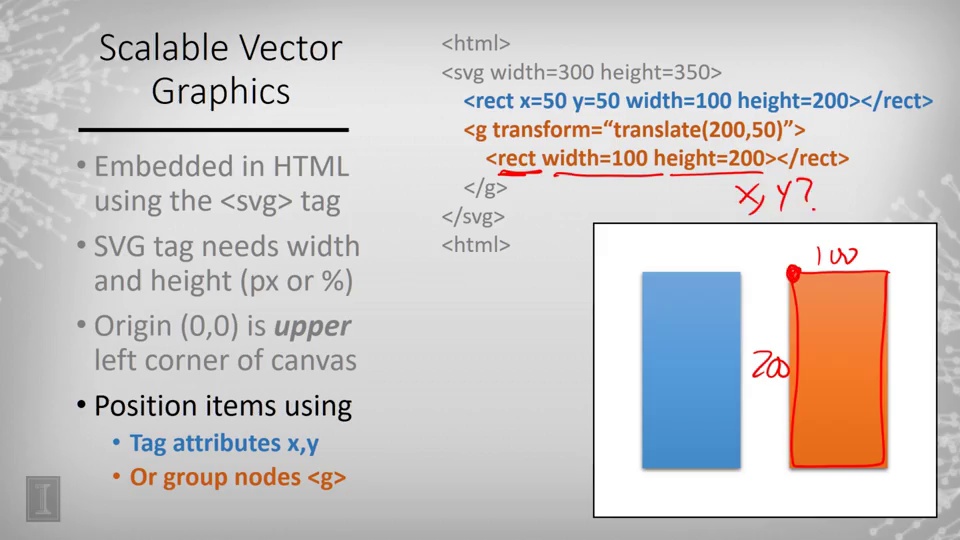 Scalable Vector
Graphics
• Embedded in HTML
using the <svg> tag
• SVG tag needs width
and height (px or %)
• Origin (0,0) is upper
left corner of canvas
• Position items using
• Tag attributes x,y
• Or group nodes <g>
I
<html>
<svg width=300 height=350>
<rect x=50 y=50 width=100 height=200></rect>
<g transform=“translate(200,50)”>
<rect width=100 height=200></rect>
</g>
</svg>
<html>
x, y?
100
200